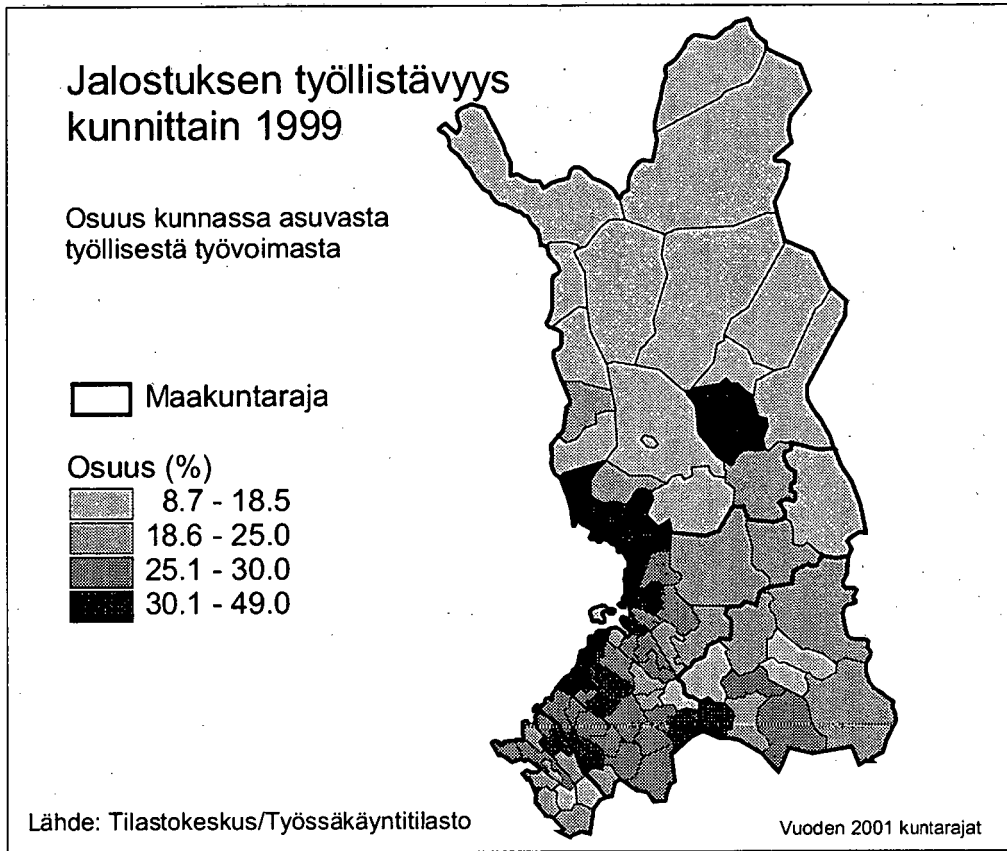 Jalostuksen työllistävyys
kunnittain 1999
Osuus kunnassa asuvasta
työllisestä työvoimasta
Maakuntaraja
Osuus (%)
8.7 - 18.5
18.6 - 25.0
25.1 - 30.0
30.1 - 49.0
Lähde: Tilastokeskus/Työssäkäyntitilasto
Vuoden 2001 kuntarajat